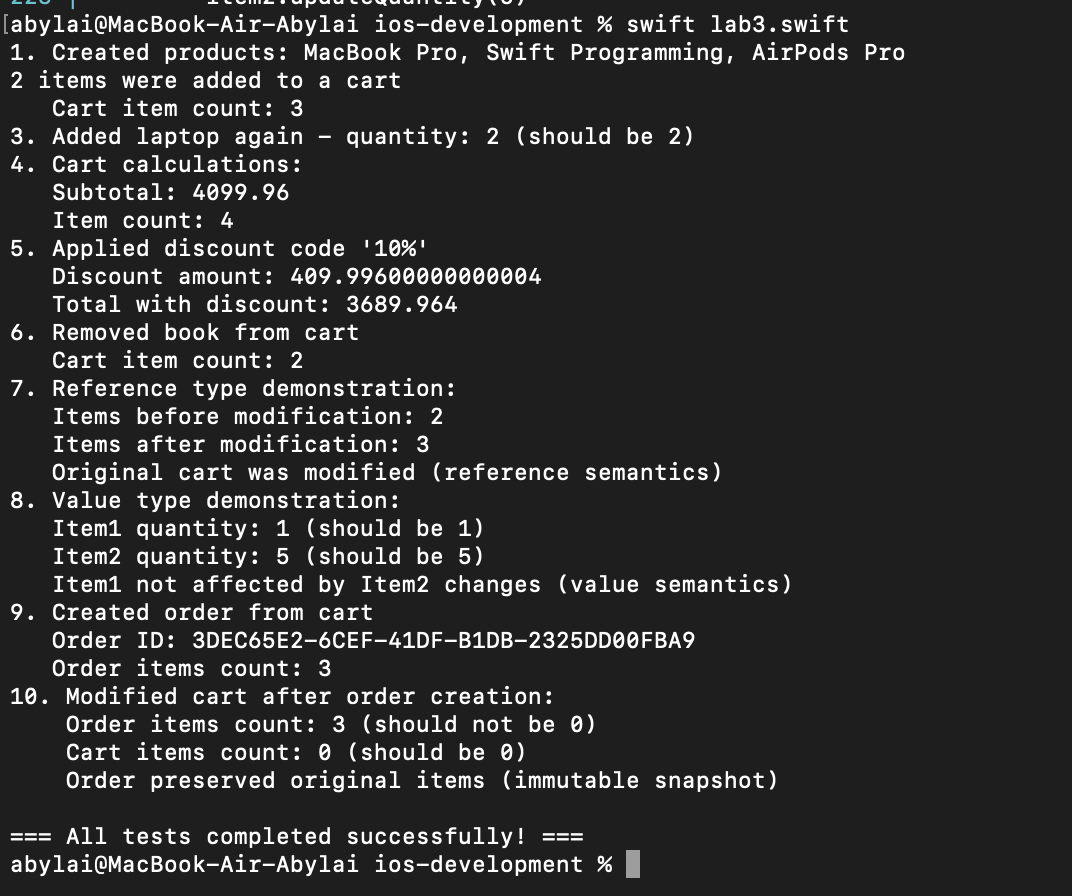 223 |         item2.updateQuantity(5)
[abylai@MacBook-Air-Abylai ios-development % swift lab3.swift
1. Created products: MacBook Pro, Swift Programming, AirPods Pro
2 items were added to a cart
   Cart item count: 3
3. Added laptop again – quantity: 2 (should be 2)
4. Cart calculations:
   Subtotal: 4099.96
   Item count: 4
5. Applied discount code '10%'
   Discount amount: 409.99600000000004
   Total with discount: 3689.964
6. Removed book from cart
   Cart item count: 2
7. Reference type demonstration:
   Items before modification: 2
   Items after modification: 3
   Original cart was modified (reference semantics)
8. Value type demonstration:
   Item1 quantity: 1 (should be 1)
   Item2 quantity: 5 (should be 5)
   Item1 not affected by Item2 changes (value semantics)
9. Created order from cart
   Order ID: 3DEC65E2-6CEF-41DF-B1DB-2325DD00FBA9
   Order items count: 3
10. Modified cart after order creation:
    Order items count: 3 (should not be 0)
    Cart items count: 0 (should be 0)
    Order preserved original items (immutable snapshot)

=== All tests completed successfully! ===
abylai@MacBook-Air-Abylai ios-development %